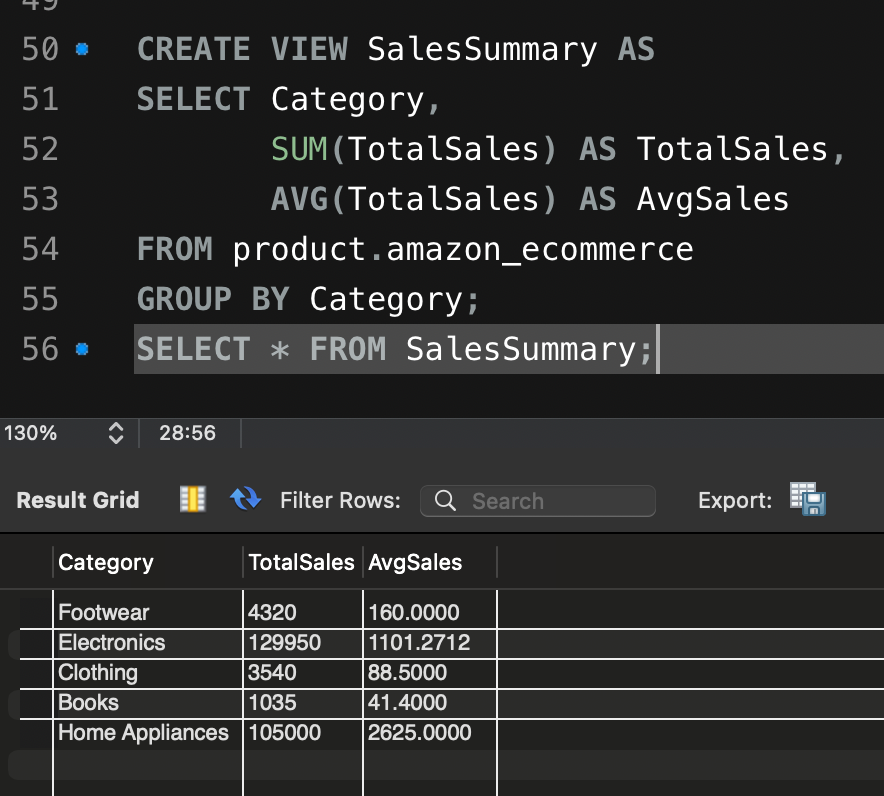 49
50 CREATE VIEW SalesSummary AS
51 SELECT Category,
52 SUM(TotalSales) AS TotalSales,
53 AVG(TotalSales) AS AvgSales
54 FROM product.amazon_ecommerce
55 GROUP BY Category;
56 SELECT * FROM SalesSummary;
130% 28:56
Result Grid Filter Rows: Search Export:
Category TotalSales AvgSales
Footwear 4320 160.0000
Electronics 129950 1101.2712
Clothing 3540 88.5000
Books 1035 41.4000
Home Appliances 105000 2625.0000